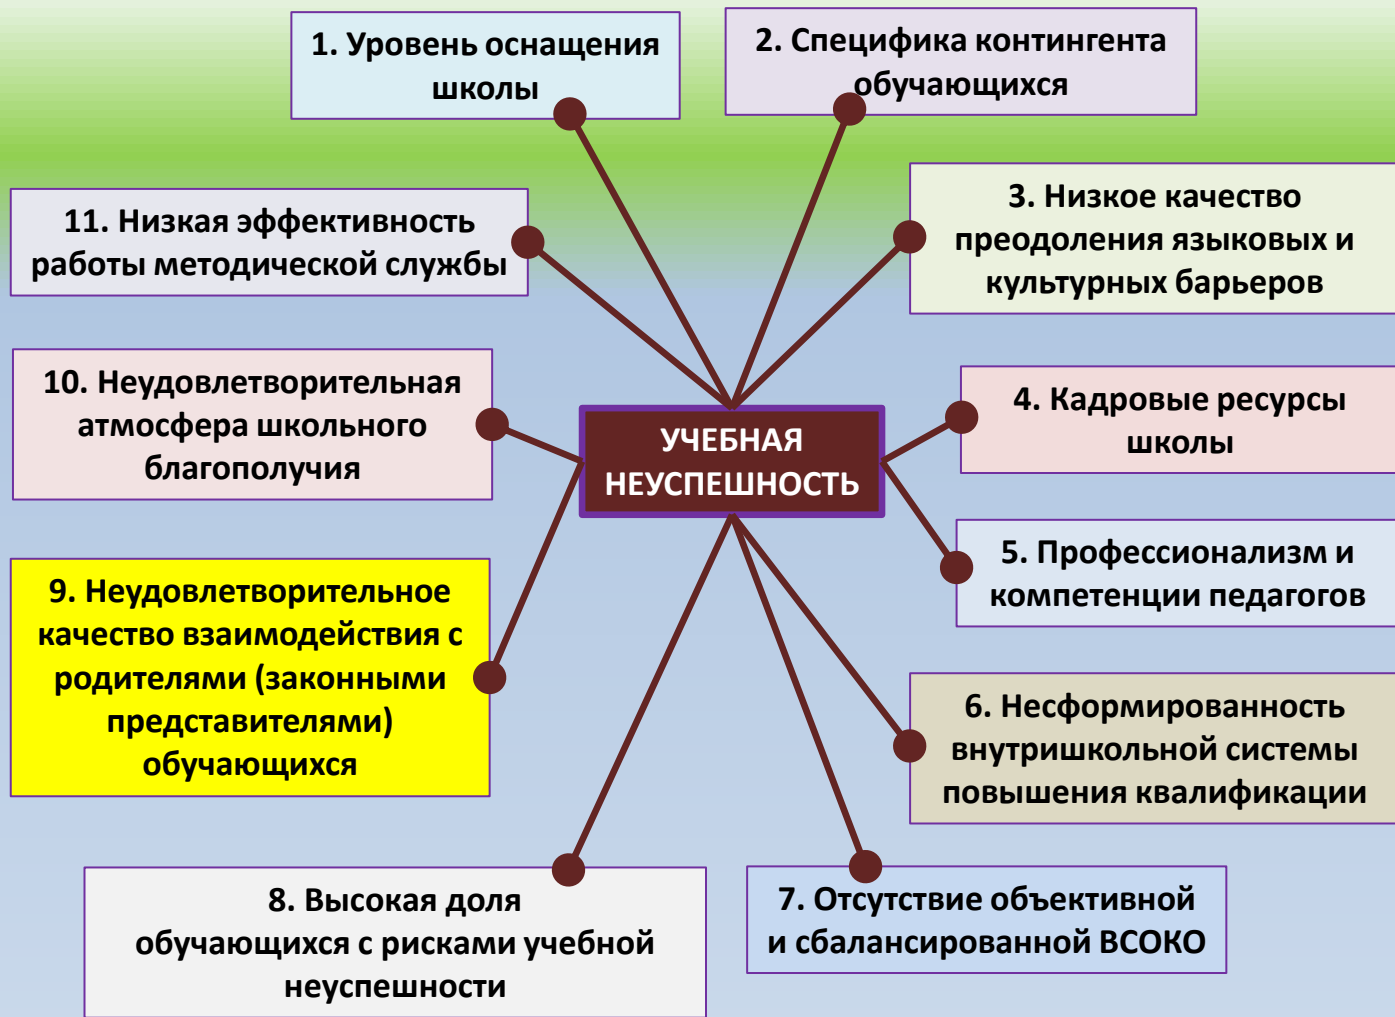 1. Уровень оснащения
школы
2. Специфика контингента
обучающихся
3. Низкое качество
преодоления языковых и
культурных барьеров
4. Кадровые ресурсы
школы
5. Профессионализм и
компетенции педагогов
6. Несформированность
внутришкольной системы
повышения квалификации
7. Отсутствие объективной
и сбалансированной ВСОКО
8. Высокая доля
обучающихся с рисками учебной
неуспешности
9. Неудовлетворительное
качество взаимодействия с
родителями (законными
представителями)
обучающихся
10. Неудовлетворительная
атмосфера школьного
благополучия
11. Низкая эффективность
работы методической службы
УЧЕБНАЯ
НЕУСПЕШНОСТЬ